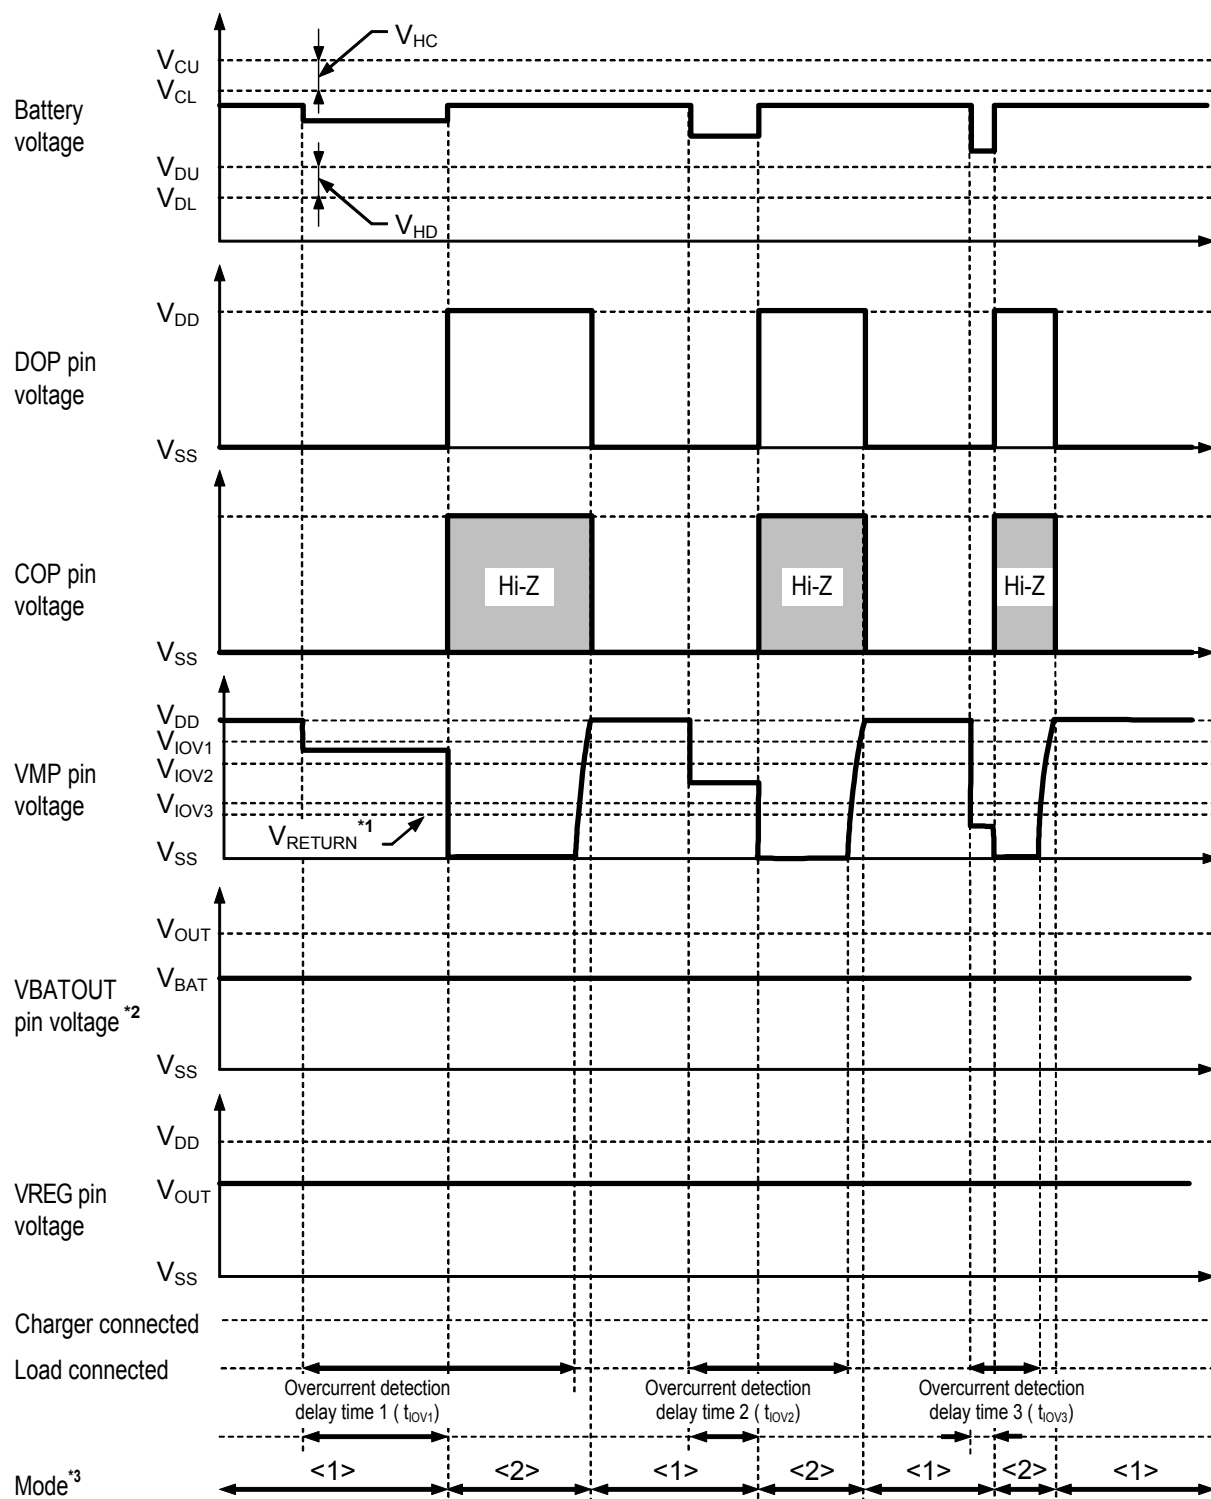 V_HC
V_CU
V_CL
Battery
voltage
V_DU
V_DL
V_HD
V_DD
DOP pin
voltage
V_SS
COP pin
voltage
Hi-Z Hi-Z Hi-Z
V_SS
V_DD
V_IOV1
V_IOV2
VMP pin
voltage
V_IOV3
V_RETURN*1
V_SS
V_OUT
V_BAT
VBATOUT
pin voltage *2
V_SS
V_DD
V_OUT
VREG pin
voltage
V_SS
Charger connected
Load connected
Overcurrent detection
delay time 1 ( t_IOV1)
Overcurrent detection
delay time 2 ( t_IOV2)
Overcurrent detection
delay time 3 ( t_IOV3)
Mode*3 <1> <2> <1> <2> <1> <2> <1>